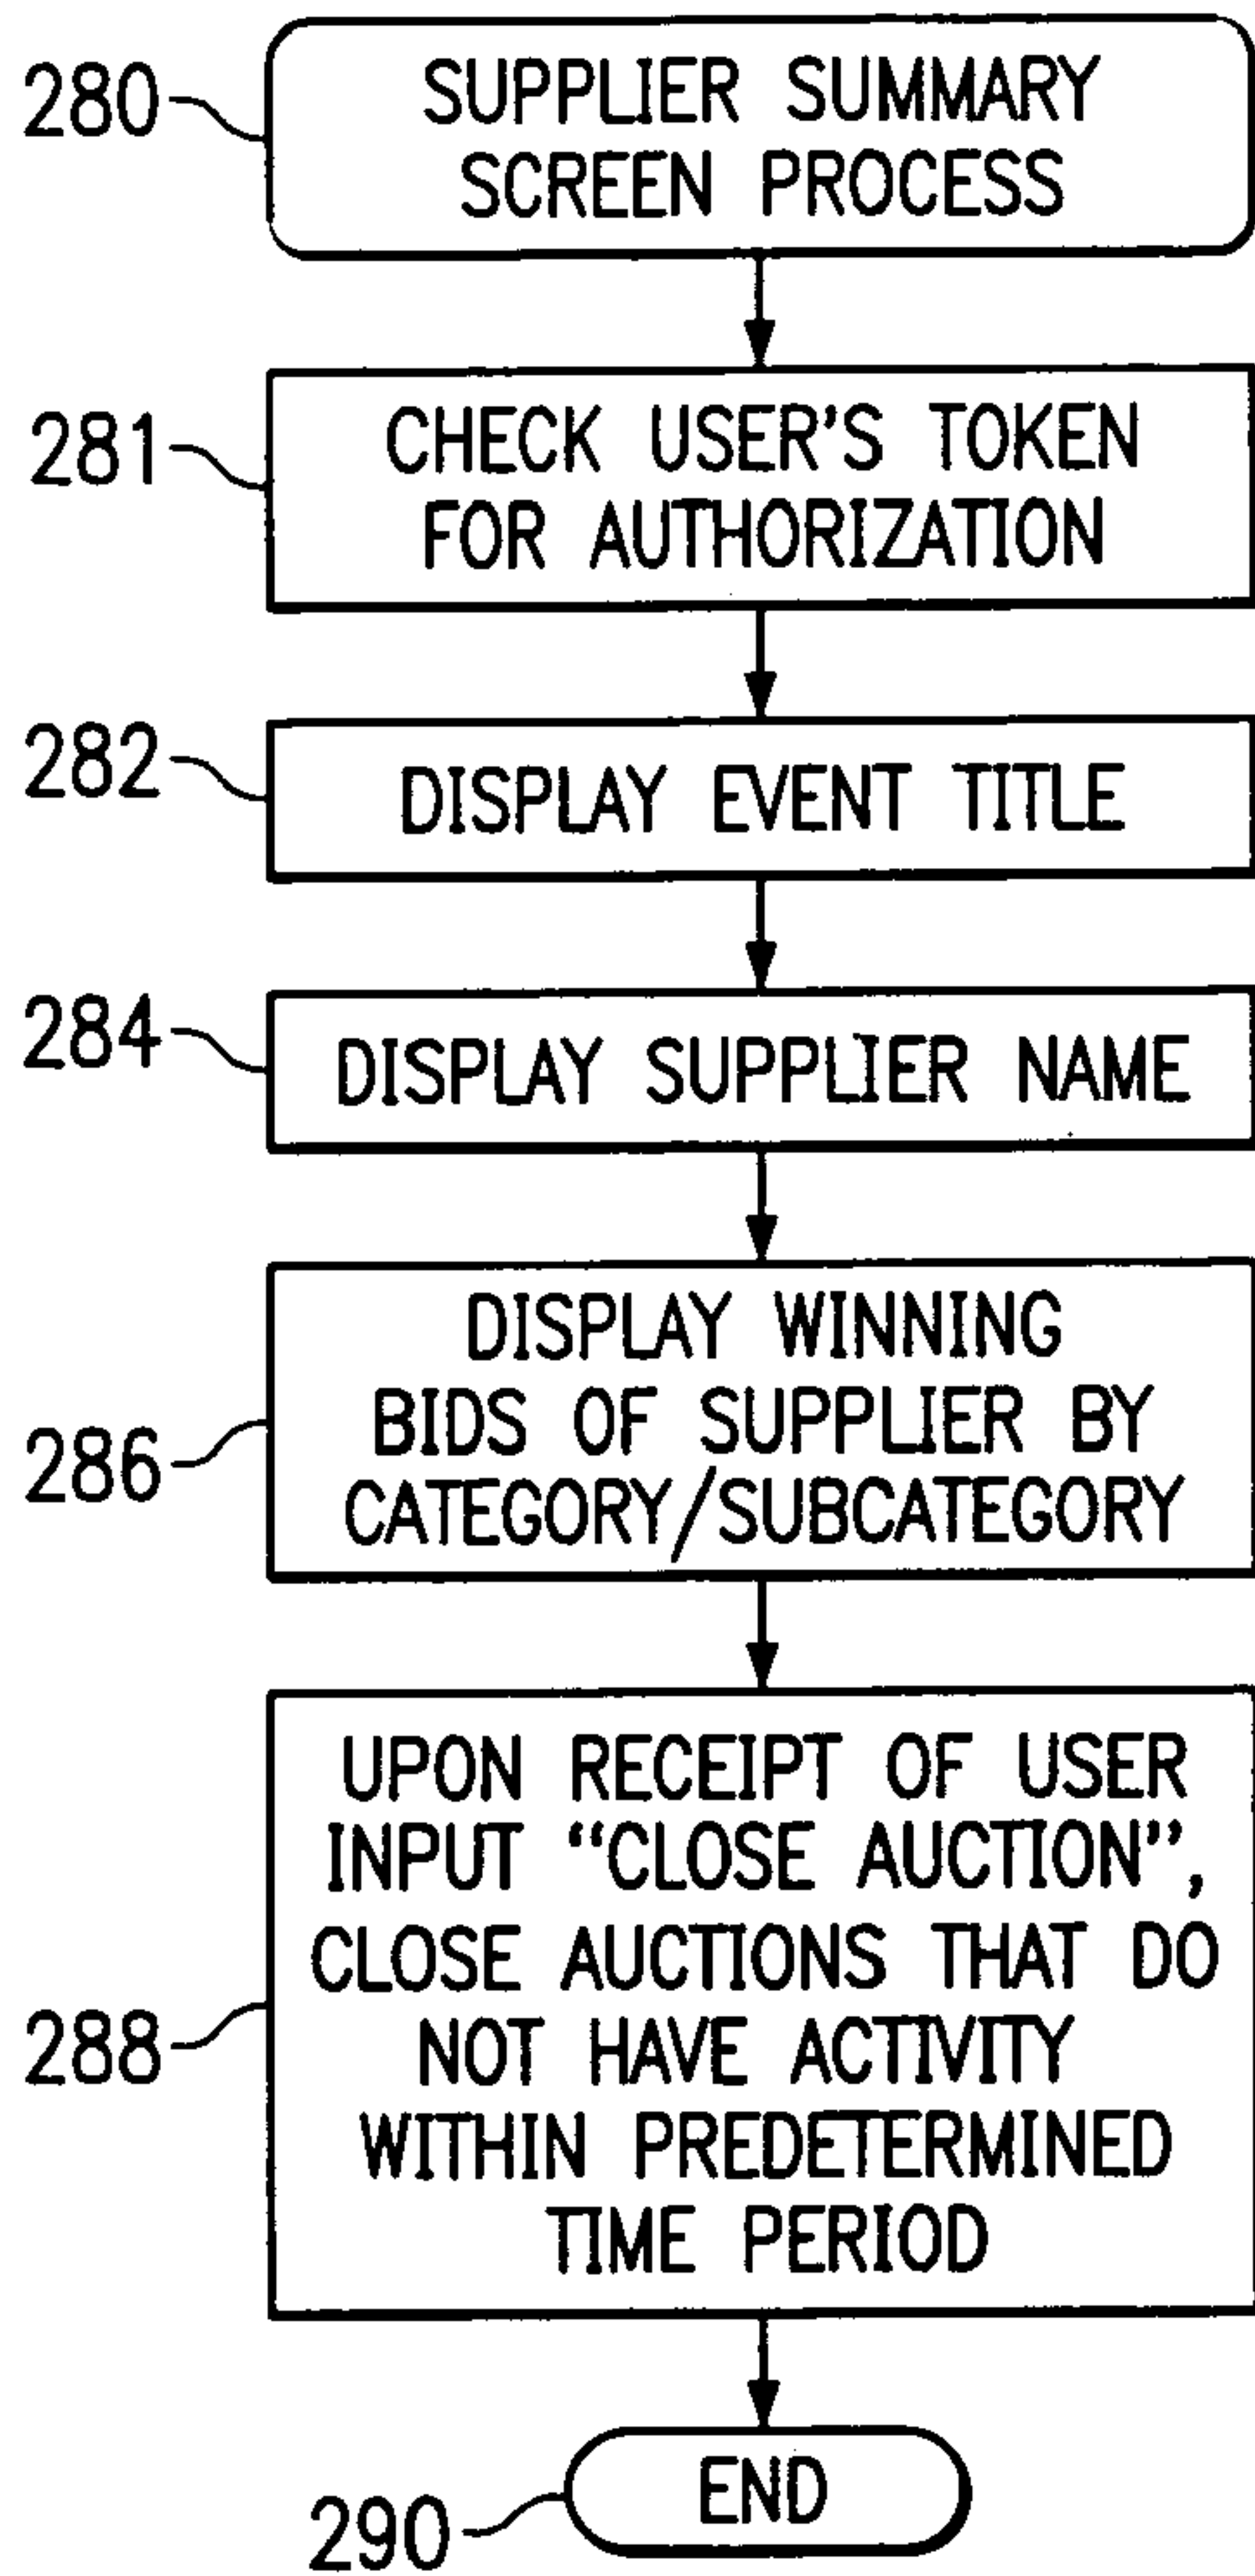 280
SUPPLIER SUMMARY
SCREEN PROCESS
281
CHECK USER'S TOKEN
FOR AUTHORIZATION
282
DISPLAY EVENT TITLE
284
DISPLAY SUPPLIER NAME
286
DISPLAY WINNING
BIDS OF SUPPLIER BY
CATEGORY/SUBCATEGORY
288
UPON RECEIPT OF USER
INPUT “CLOSE AUCTION”,
CLOSE AUCTIONS THAT DO
NOT HAVE ACTIVITY
WITHIN PREDETERMINED
TIME PERIOD
290
END